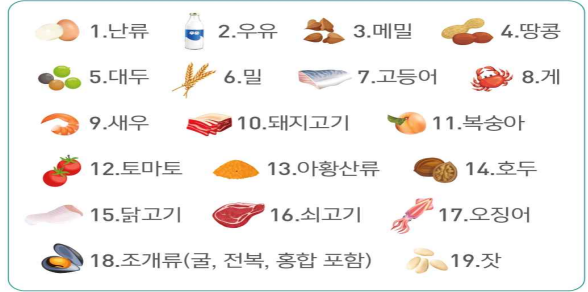 1.난류 2.우유 3.메밀 4.땅콩
5.대두 6.밀 7.고등어 8.게
9.새우 10.돼지고기 11.복숭아
12.토마토 13.아황산류 14.호두
15.닭고기 16.쇠고기 17.오징어
18.조개류(굴, 전복, 홍합 포함) 19.잣